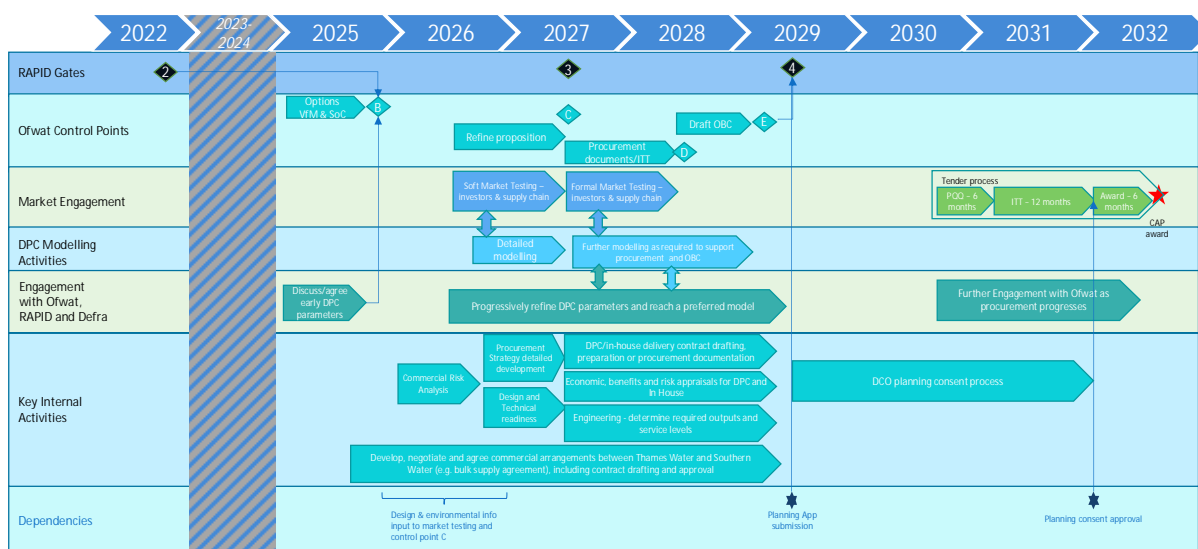 2022
2023-
2024
2025
2026
2027
2028
2029
2030
2031
2032
RAPID Gates
2
3
4
Ofwat Control Points
Options
VfM & SoC
B
Refine proposition
C
Procurement
documents/ITT
D
Draft OBC
E
Market Engagement
Soft Market Testing –
investors & supply chain
Formal Market Testing –
investors & supply chain
Tender process
PQQ – 6
months
ITT – 12 months
Award – 6
months
CAP
award
DPC Modelling
Activities
Detailed
modelling
Further modelling as required to support
procurement and OBC
Engagement
with Ofwat,
RAPID and Defra
Discuss/agree
early DPC
parameters
Progressively refine DPC parameters and reach a preferred model
Further Engagement with Ofwat as
procurement progresses
Key Internal
Activities
Commercial Risk
Analysis
Procurement
Strategy detailed
development
Design and
Technical
readiness
DPC/in-house delivery contract drafting,
preparation or procurement documentation
Economic, benefits and risk appraisals for DPC and
In House
Engineering - determine required outputs and
service levels
DCO planning consent process
Develop, negotiate and agree commercial arrangements between Thames Water and Southern
Water (e.g. bulk supply agreement), including contract drafting and approval
Dependencies
Design & environmental info
input to market testing and
control point C
Planning App
submission
Planning consent approval